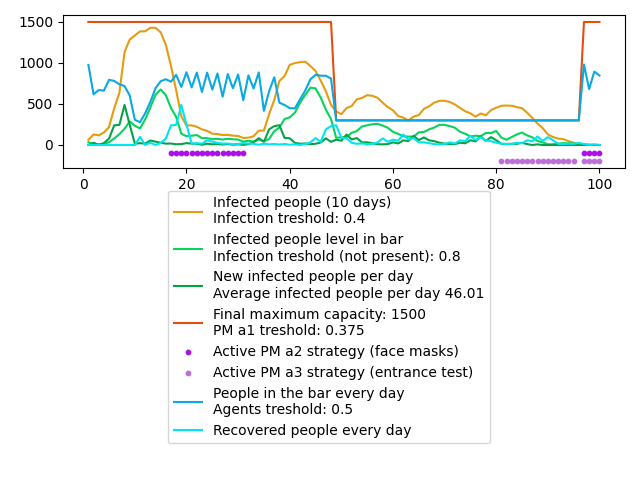 1500
1000
500
0
0
20
40
60
80
100
Infected people (10 days)
Infection treshold: 0.4
Infected people level in bar
Infection treshold (not present): 0.8
New infected people per day
Average infected people per day 46.01
Final maximum capacity: 1500
PM a1 treshold: 0.375
Active PM a2 strategy (face masks)
Active PM a3 strategy (entrance test)
People in the bar every day
Agents treshold: 0.5
Recovered people every day